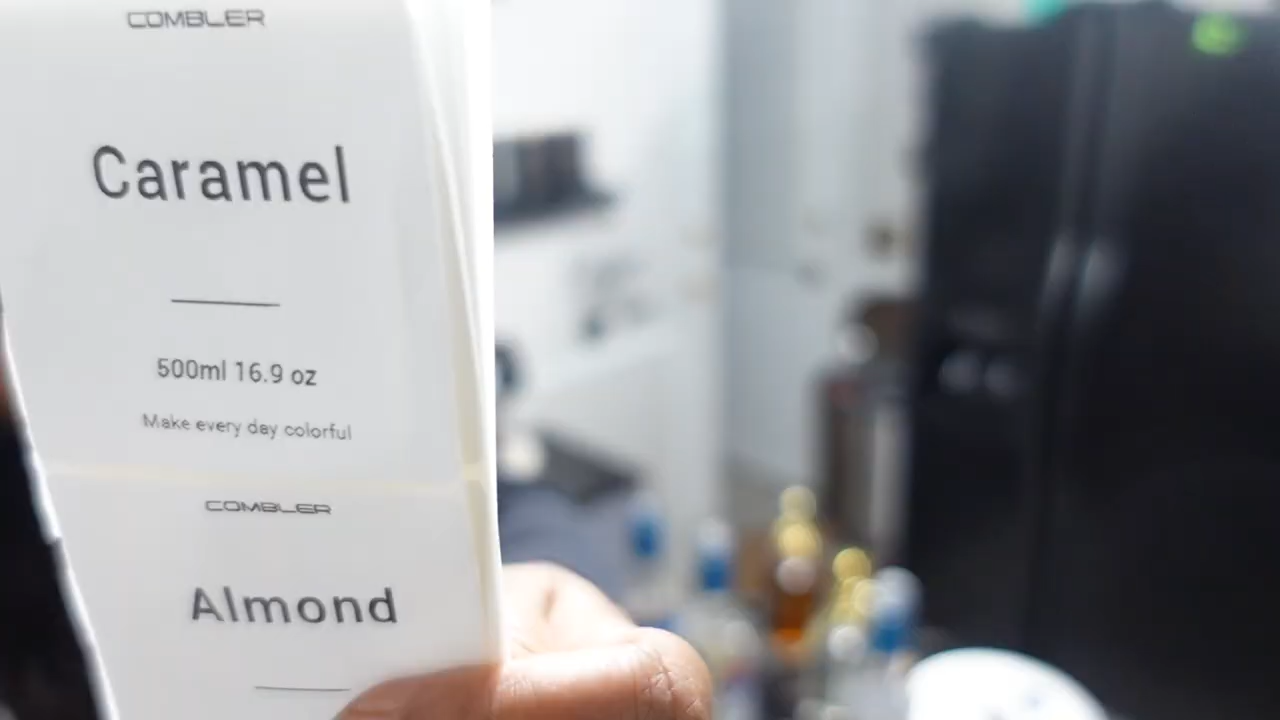 COMBLER
Caramel
500ml 16.9 oz
Make every day colorful
COMBLER
Almond